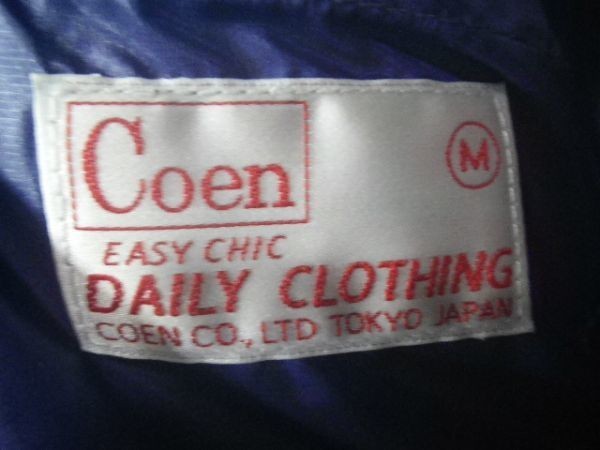 Coen
M
EASY CHIC
DAILY CLOTHING
COEN CO., LTD TOKYO JAPAN